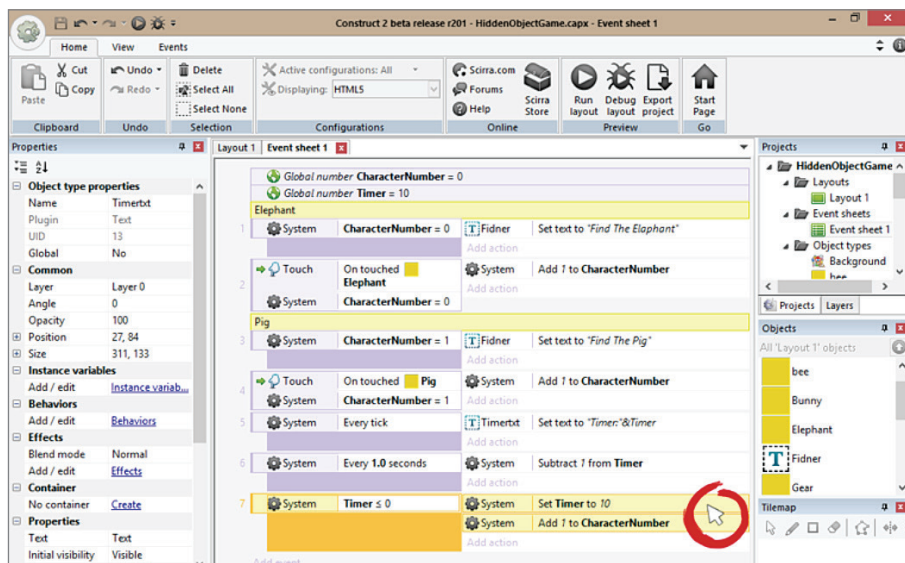 Construct 2 beta release r201 - HiddenObjectGame.capx - Event sheet 1
Home View Events
Paste
Cut
Copy
Clipboard
Undo
Redo
Undo
Delete
Select All
Select None
Selection
Active configurations: All
Displaying: HTML5
Configurations
Scirra.com
Forums
Help
Scirra Store
Online
Run layout
Debug layout
Export project
Preview
Start Page
Go
Properties
Object type properties
Name Timertxt
Plugin Text
UID 13
Global No
Common
Layer Layer 0
Angle 0
Opacity 100
Position 27, 84
Size 311, 133
Instance variables
Add / edit Instance variab...
Behaviors
Add / edit Behaviors
Effects
Blend mode Normal
Add / edit Effects
Container
No container Create
Properties
Text Text
Initial visibility Visible
Layout 1 Event sheet 1
Global number CharacterNumber = 0
Global number Timer = 10
Elephant
1 System CharacterNumber = 0 T Fidner Set text to "Find The Elaphant"
Add action
2 Touch On touched Elephant System Add 1 to CharacterNumber
System CharacterNumber = 0 Add action
Pig
3 System CharacterNumber = 1 T Fidner Set text to "Find The Pig"
Add action
4 Touch On touched Pig System Add 1 to CharacterNumber
System CharacterNumber = 1 Add action
5 System Every tick T Timertxt Set text to "Timer:"&Timer
Add action
6 System Every 1.0 seconds System Subtract 1 from Timer
Add action
7 System Timer ≤ 0 System Set Timer to 10
System Add 1 to CharacterNumber
Add action
Add event
Projects
HiddenObjectGame
Layouts
Layout 1
Event sheets
Event sheet 1
Object types
Background
bee
Projects Layers
Objects
All 'Layout 1' objects
bee
Bunny
Elephant
T Fidner
Gear
Tilemap